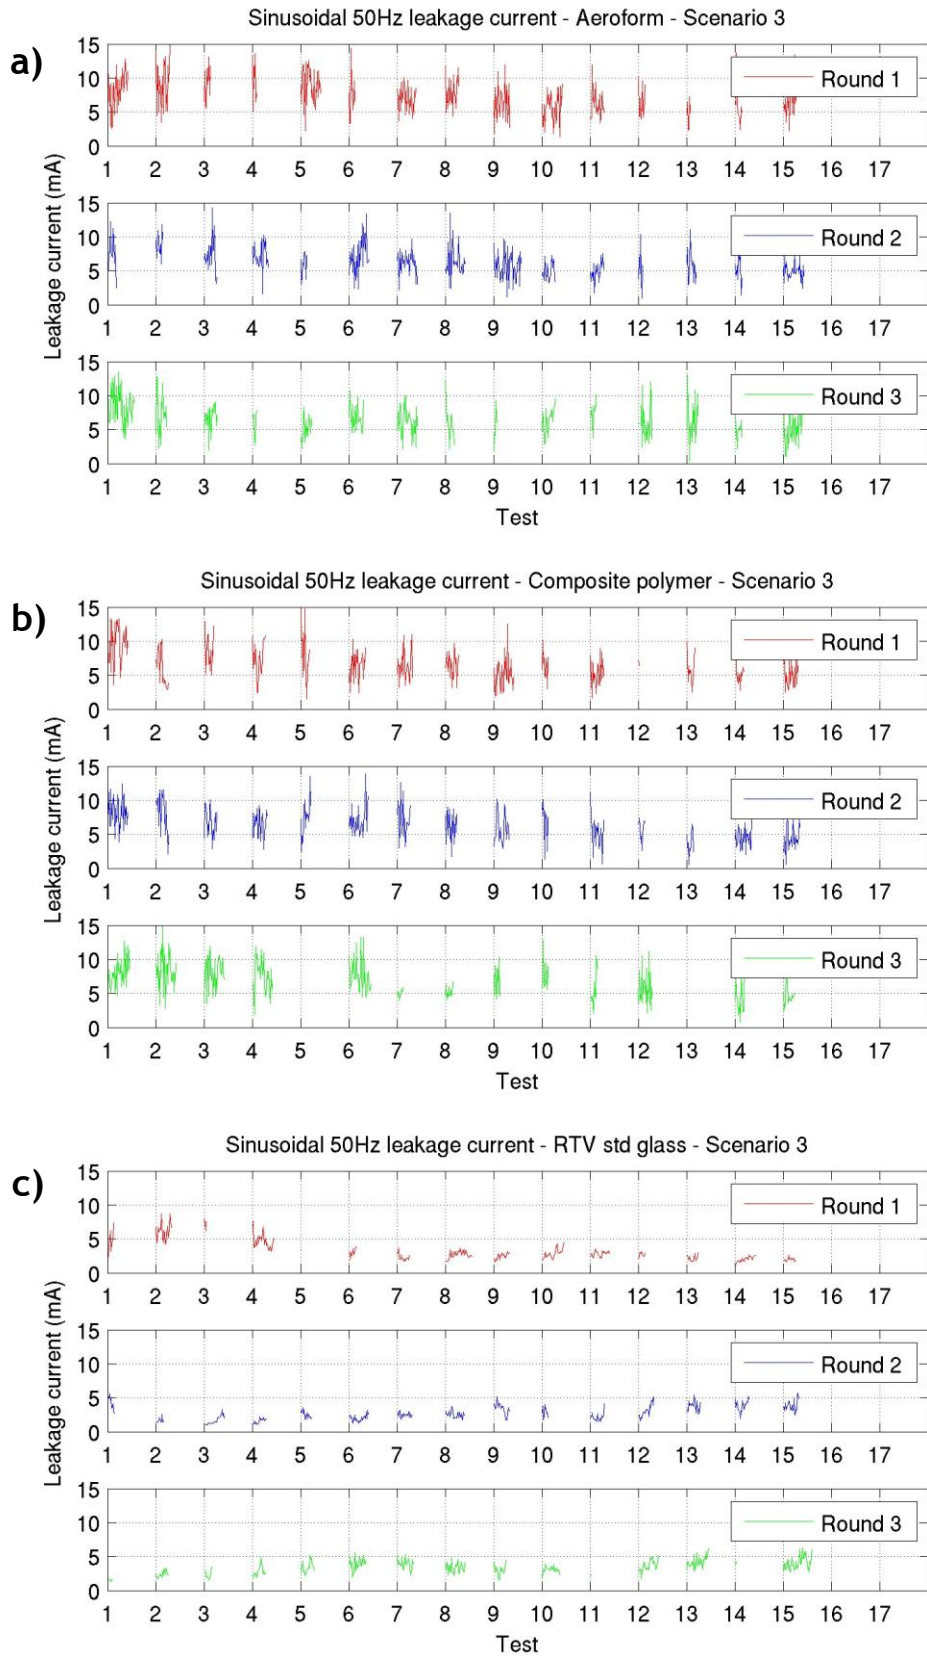 Sinusoidal 50Hz leakage current - Aeroform - Scenario 3
a)
Leakage current (mA)
15
10
5
0
Round 1
1 2 3 4 5 6 7 8 9 10 11 12 13 14 15 16 17
15
10
5
0
Round 2
1 2 3 4 5 6 7 8 9 10 11 12 13 14 15 16 17
15
10
5
0
Round 3
1 2 3 4 5 6 7 8 9 10 11 12 13 14 15 16 17
Test
Sinusoidal 50Hz leakage current - Composite polymer - Scenario 3
b)
Leakage current (mA)
15
10
5
0
Round 1
1 2 3 4 5 6 7 8 9 10 11 12 13 14 15 16 17
15
10
5
0
Round 2
1 2 3 4 5 6 7 8 9 10 11 12 13 14 15 16 17
15
10
5
0
Round 3
1 2 3 4 5 6 7 8 9 10 11 12 13 14 15 16 17
Test
Sinusoidal 50Hz leakage current - RTV std glass - Scenario 3
c)
Leakage current (mA)
15
10
5
0
Round 1
1 2 3 4 5 6 7 8 9 10 11 12 13 14 15 16 17
15
10
5
0
Round 2
1 2 3 4 5 6 7 8 9 10 11 12 13 14 15 16 17
15
10
5
0
Round 3
1 2 3 4 5 6 7 8 9 10 11 12 13 14 15 16 17
Test